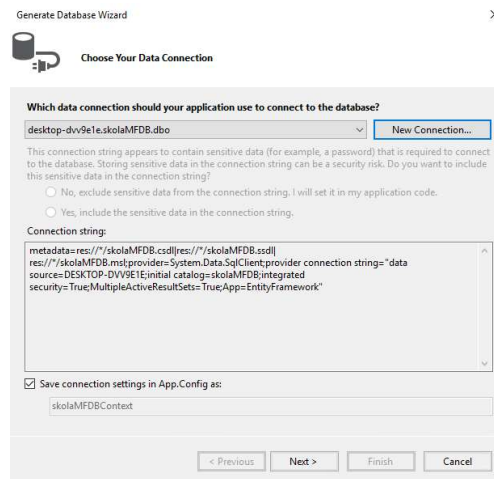 Generate Database Wizard
Choose Your Data Connection
Which data connection should your application use to connect to the database?
desktop-dvv9e1e.skolaMFDB.dbo
New Connection...
This connection string appears to contain sensitive data (for example, a password) that is required to connect
to the database. Storing sensitive data in the connection string can be a security risk. Do you want to include
this sensitive data in the connection string?
No, exclude sensitive data from the connection string. I will set it in my application code.
Yes, include the sensitive data in the connection string.
Connection string:
metadata=res://*/skolaMFDB.csdl|res://*/skolaMFDB.ssdl|
res://*/skolaMFDB.msl;provider=System.Data.SqlClient;provider connection string="data
source=DESKTOP-DVV9E1E;initial catalog=skolaMFDB;integrated
security=True;MultipleActiveResultSets=True;App=EntityFramework"
Save connection settings in App.Config as:
skolaMFDBContext
< Previous
Next >
Finish
Cancel